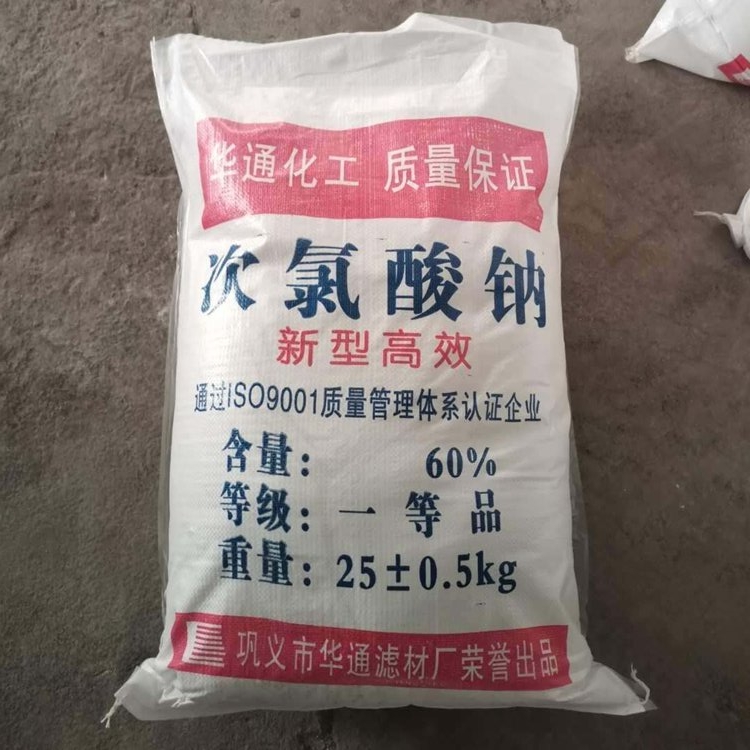 华通化工 质量保证
次氯酸钠
新型高效
通过ISO9001质量管理体系认证企业
含量: 60%
等级: 一等品
重量: 25±0.5kg
巩义市华通滤材厂荣誉出品